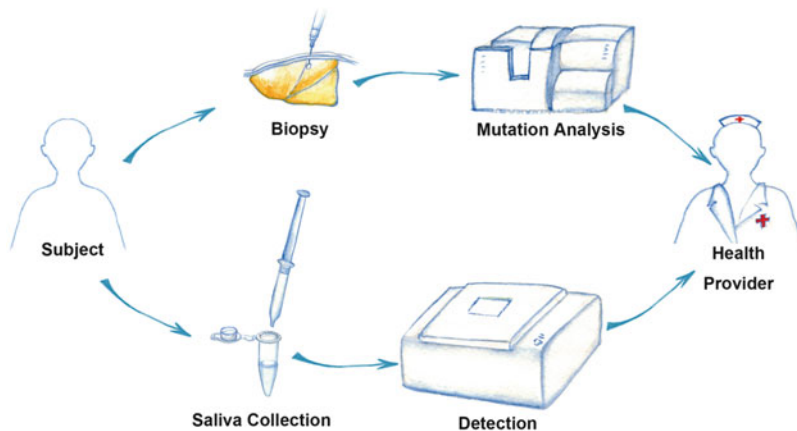 Biopsy
Mutation Analysis
Subject
Health
Provider
Saliva Collection
Detection